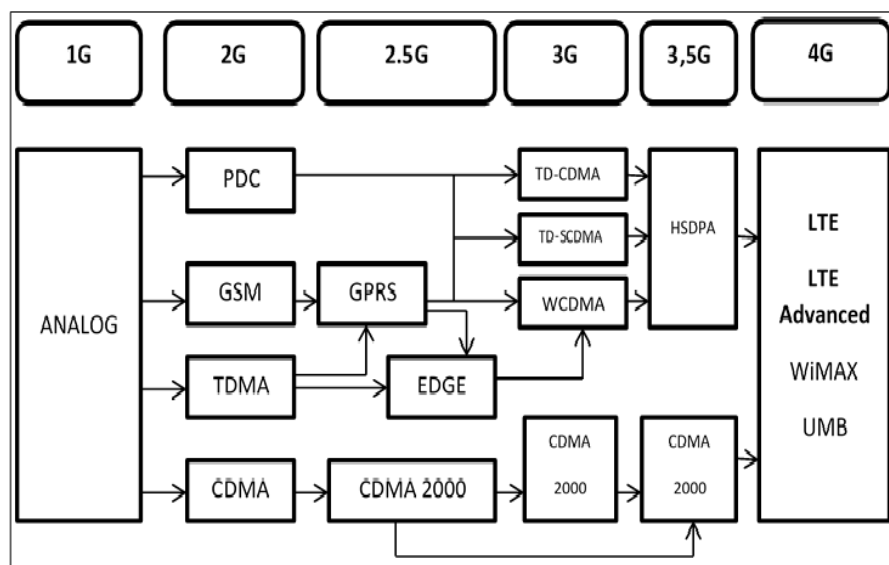 1G
2G
2.5G
3G
3,5G
4G
ANALOG
PDC
GSM
TDMA
CDMA
GPRS
EDGE
CDMA 2000
TD-CDMA
TD-SCDMA
WCDMA
CDMA
2000
HSDPA
CDMA
2000
LTE
LTE
Advanced
WiMAX
UMB